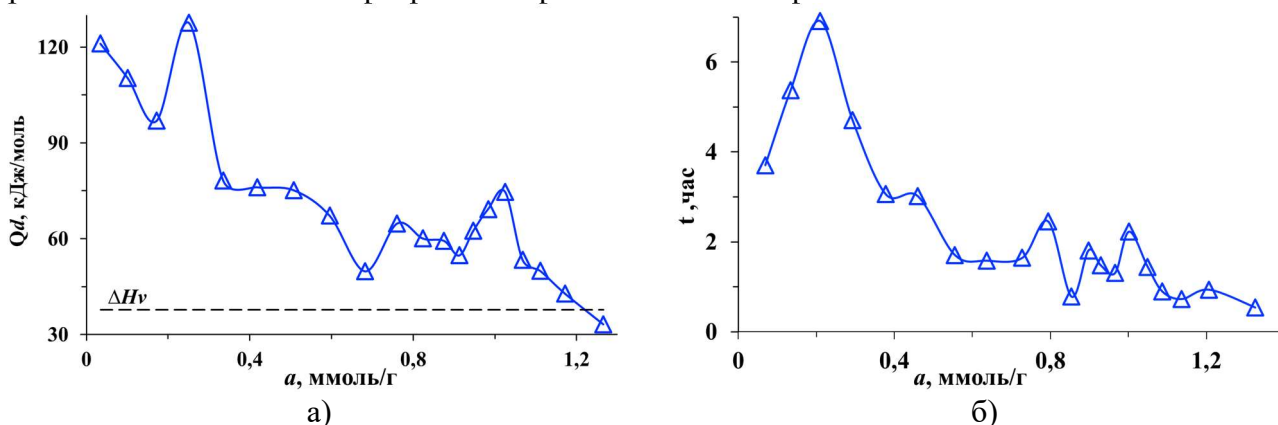 Qd, кДж/моль
120
90
60
30
ΔHv
0
0,4
0,8
1,2
a, ммоль/г
а)
t ,час
6
4
2
0
0
0,4
0,8
1,2
a, ммоль/г
б)